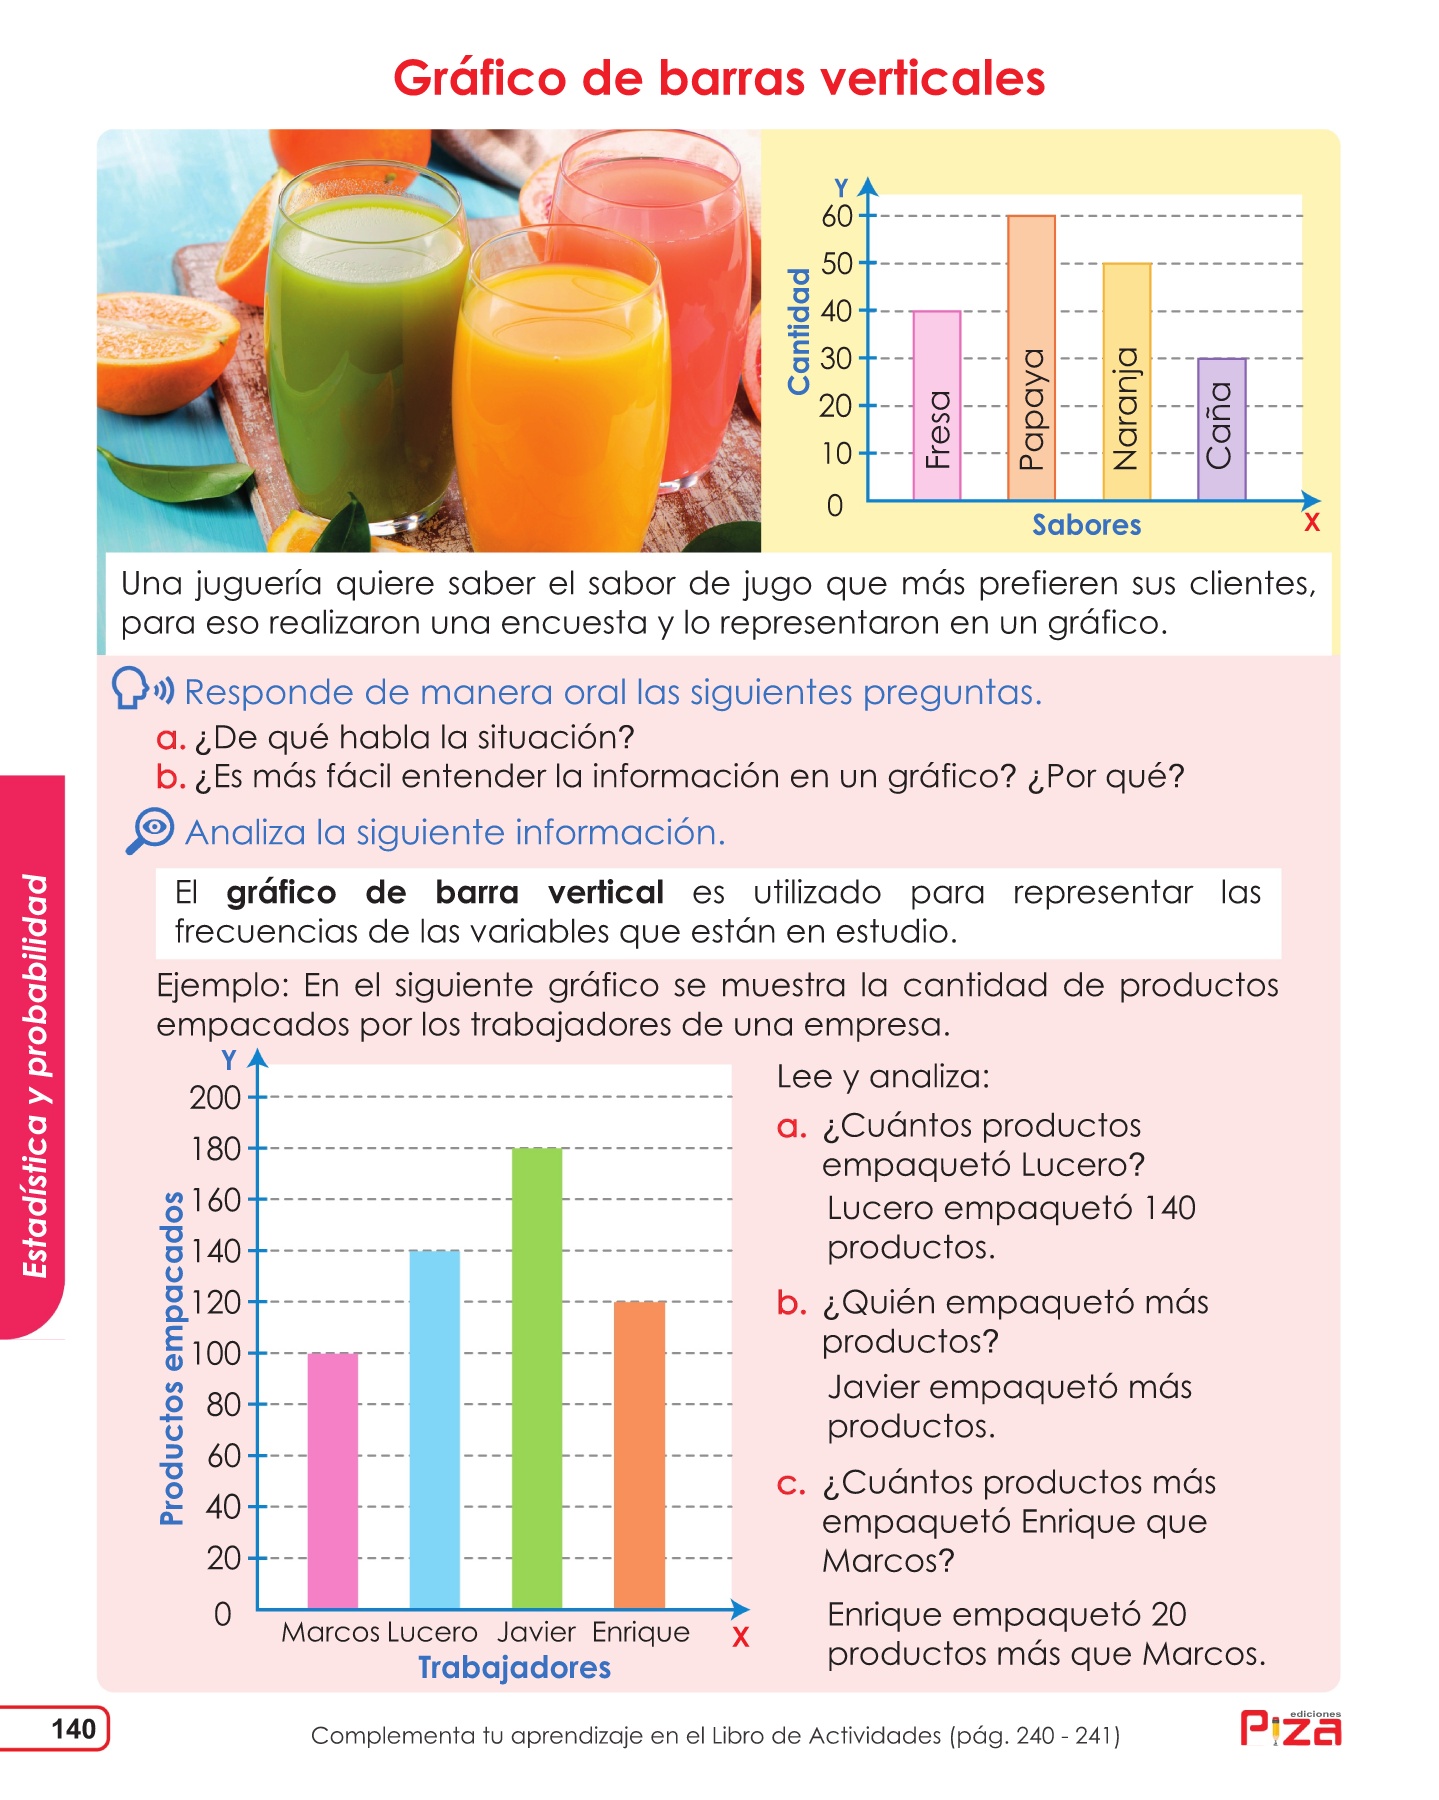 Gráfico de barras verticales
Y
60
50
40
30
20
10
0
Cantidad
Fresa
Papaya
Naranja
Caña
Sabores
X
Una juguería quiere saber el sabor de jugo que más prefieren sus clientes,
para eso realizaron una encuesta y lo representaron en un gráfico.
Responde de manera oral las siguientes preguntas.
a. ¿De qué habla la situación?
b. ¿Es más fácil entender la información en un gráfico? ¿Por qué?
Analiza la siguiente información.
El gráfico de barra vertical es utilizado para representar las
frecuencias de las variables que están en estudio.
Ejemplo: En el siguiente gráfico se muestra la cantidad de productos
empacados por los trabajadores de una empresa.
Y
200
180
160
140
120
100
80
60
40
20
0
Productos empacados
Marcos Lucero Javier Enrique
X
Trabajadores
Lee y analiza:
a. ¿Cuántos productos
empaquetó Lucero?
Lucero empaquetó 140
productos.
b. ¿Quién empaquetó más
productos?
Javier empaquetó más
productos.
c. ¿Cuántos productos más
empaquetó Enrique que
Marcos?
Enrique empaquetó 20
productos más que Marcos.
Estadística y probabilidad
140
Complementa tu aprendizaje en el Libro de Actividades (pág. 240 - 241)
ediciones
Pizza